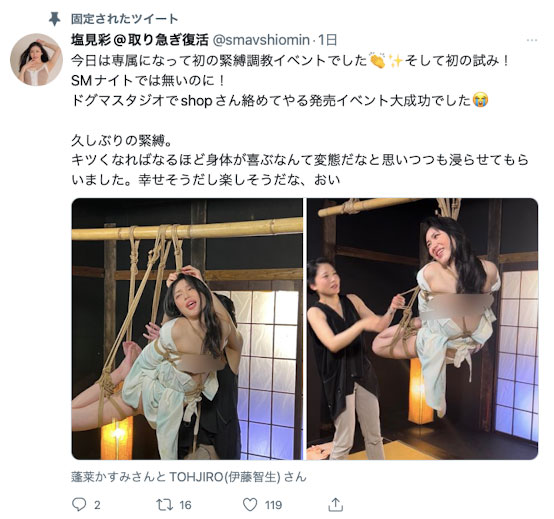 固定されたツイート
塩見彩@取り急ぎ復活 @smavshiomin·1日
今日は専属になって初の緊縛調教イベントでした👏✨そして初の試み！
SMナイトでは無いのに！
ドグマスタジオでshopさん絡めてやる発売イベント大成功でした😭
久しぶりの緊縛。
キツくなればなるほど身体が喜ぶなんて変態だなと思いつつも浸らせてもら
いました。幸せそうだし楽しそうだな、おい
蓬莱かすみさんとTOHJIRO(伊藤智生)さん
2 16 119